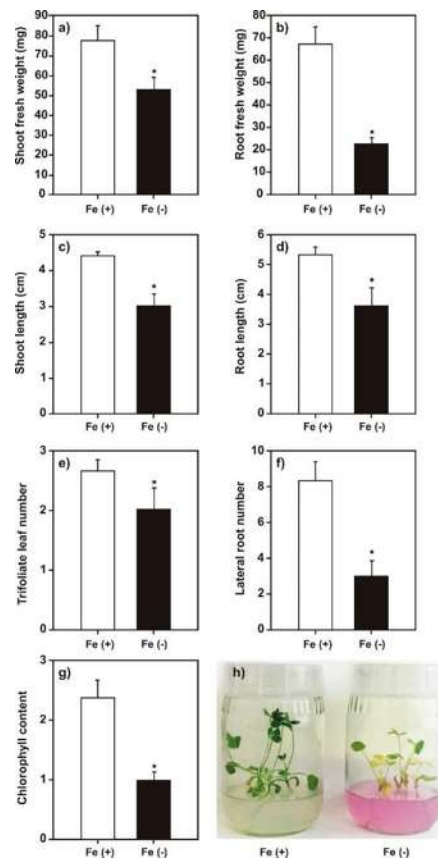 a)
Shoot fresh weight (mg)
90
80
70
60
50
40
30
20
10
0
*
Fe (+) Fe (-)
b)
Root fresh weight (mg)
80
70
60
50
40
30
20
10
0
*
Fe (+) Fe (-)
c)
Shoot length (cm)
5
4
3
2
1
0
*
Fe (+) Fe (-)
d)
Root length (cm)
6
5
4
3
2
1
0
*
Fe (+) Fe (-)
e)
Trifoliate leaf number
3
2
1
0
*
Fe (+) Fe (-)
f)
Lateral root number
10
8
6
4
2
0
*
Fe (+) Fe (-)
g)
Chlorophyll content
3
2
1
0
*
Fe (+) Fe (-)
h)
Fe (+) Fe (-)